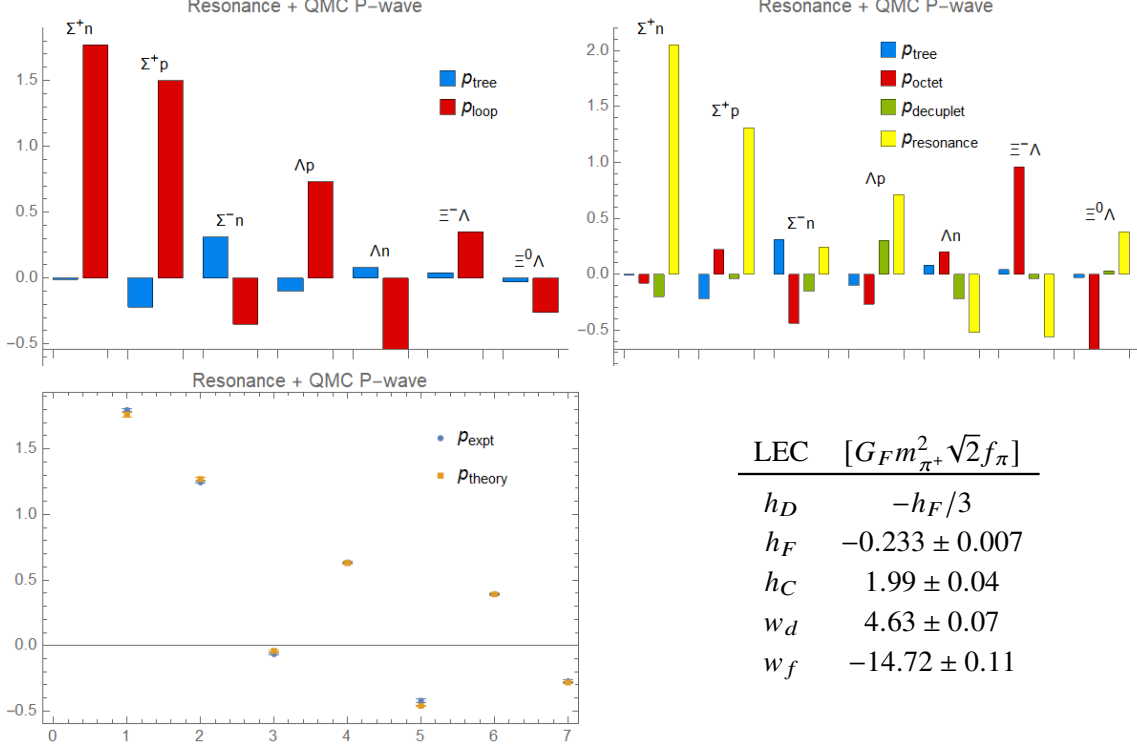 Resonance + QMC P−wave
Σ⁺n
Σ⁺p
Σ⁻n
Λp
Λn
Ξ⁻Λ
Ξ⁰Λ
p_tree
p_loop
1.5
1.0
0.5
0.0
−0.5
Resonance + QMC P−wave
Σ⁺n
Σ⁺p
Σ⁻n
Λp
Λn
Ξ⁻Λ
Ξ⁰Λ
p_tree
p_octet
p_decuplet
p_resonance
2.0
1.5
1.0
0.5
0.0
−0.5
Resonance + QMC P−wave
p_expt
p_theory
1.5
1.0
0.5
0.0
−0.5
0 1 2 3 4 5 6 7
LEC [G_F m²_{π⁺} √2 f_π]
h_D −h_F/3
h_F −0.233 ± 0.007
h_C 1.99 ± 0.04
w_d 4.63 ± 0.07
w_f −14.72 ± 0.11